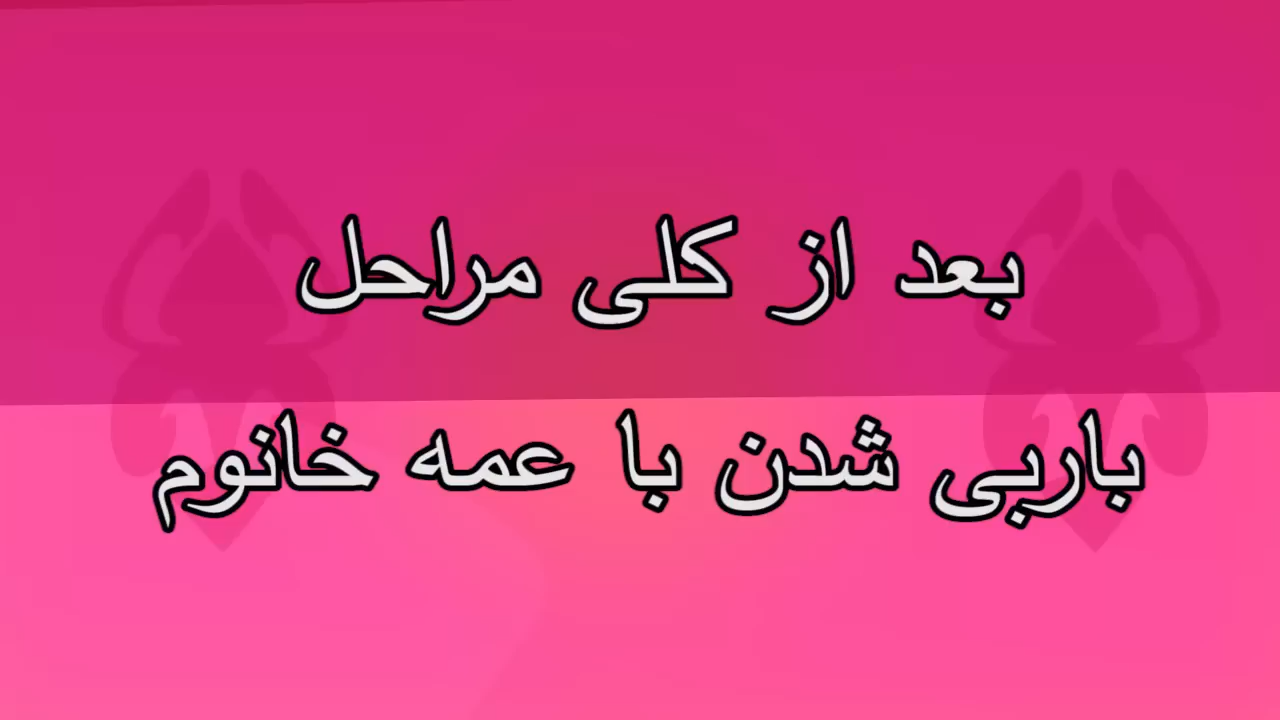 بعد از کلی مراحل
باربی شدن با عمه خانوم